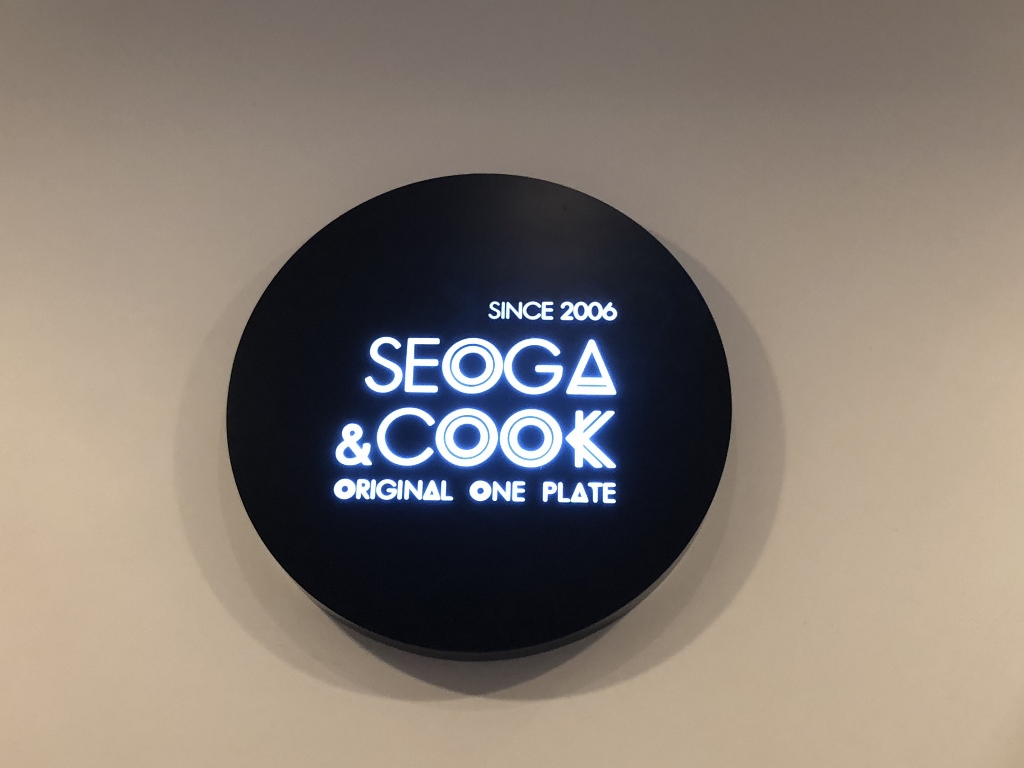 SINCE 2006
SEOGA
&COOK
ORIGINAL ONE PLATE